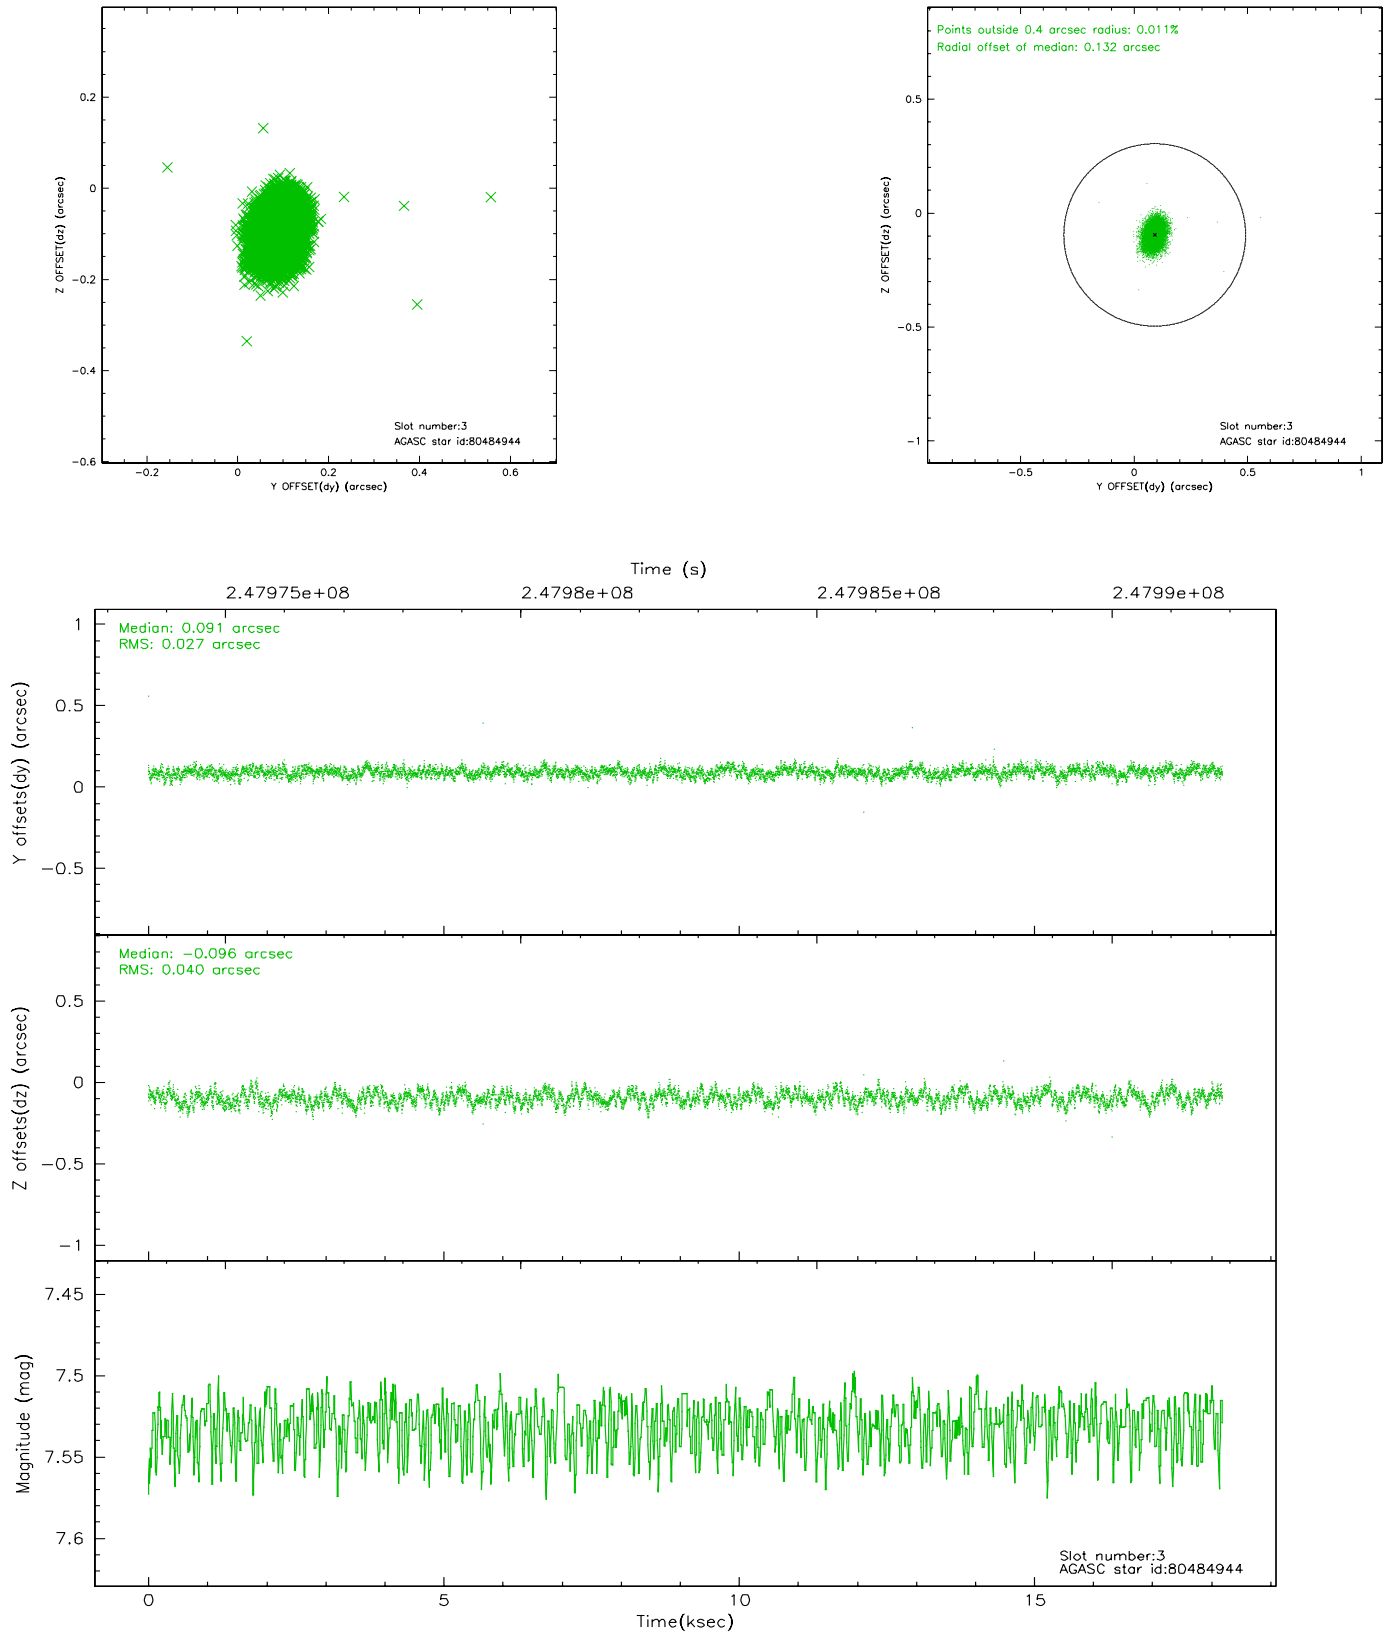 0.2
0
−0.2
−0.4
−0.6
Z OFFSET(dz) (arcsec)
Slot number:3
AGASC star id:80484944
−0.2 0 0.2 0.4 0.6
Y OFFSET(dy) (arcsec)
Points outside 0.4 arcsec radius: 0.011%
Radial offset of median: 0.132 arcsec
0.5
0
−0.5
−1
Z OFFSET(dz) (arcsec)
Slot number:3
AGASC star id:80484944
−0.5 0 0.5 1
Y OFFSET(dy) (arcsec)
Time (s)
2.47975e+08 2.4798e+08 2.47985e+08 2.4799e+08
Median: 0.091 arcsec
RMS: 0.027 arcsec
1
0.5
0
−0.5
Y offsets(dy) (arcsec)
Median: −0.096 arcsec
RMS: 0.040 arcsec
0.5
0
−0.5
−1
Z offsets(dz) (arcsec)
7.45
7.5
7.55
7.6
Magnitude (mag)
Slot number:3
AGASC star id:80484944
0 5 10 15
Time(ksec)